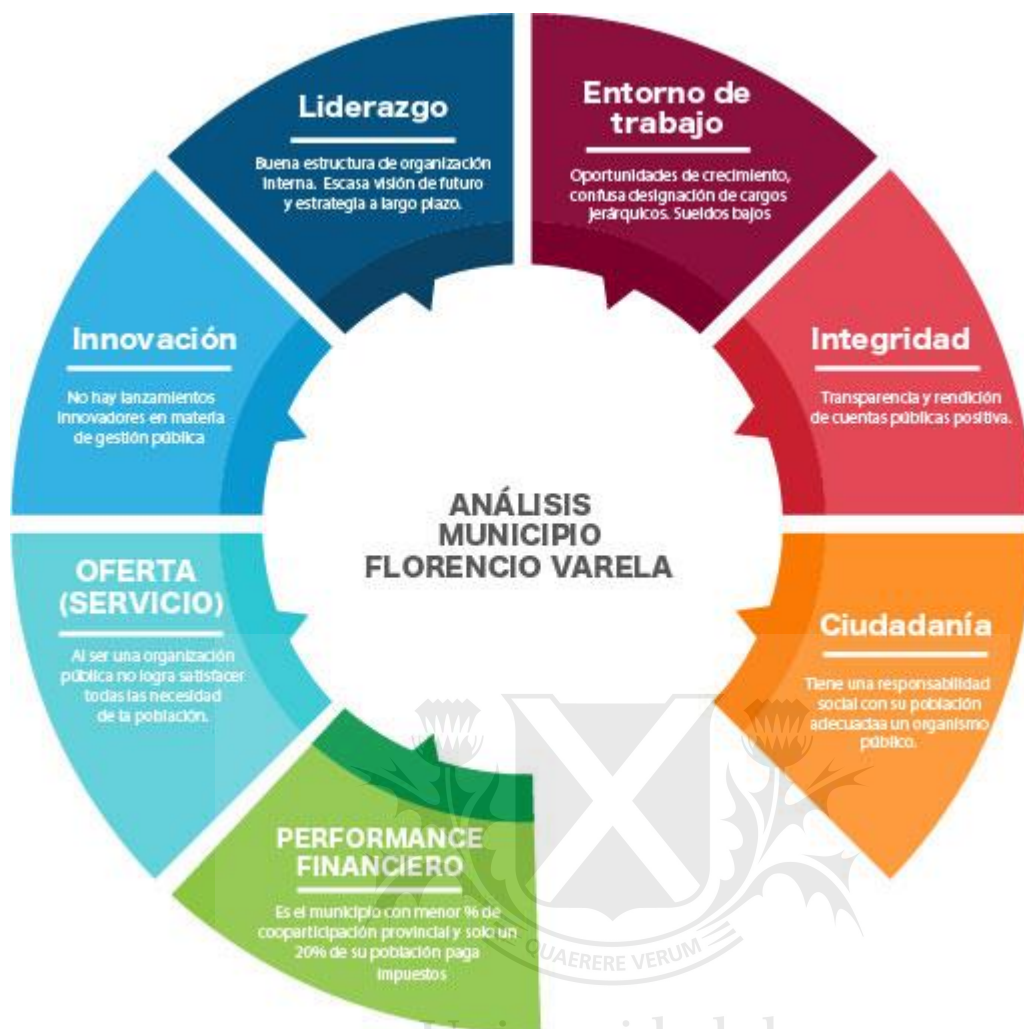 Liderazgo
Buena estructura de organización
interna. Escasa visión de futuro
y estrategia a largo plazo.
Entorno de
trabajo
Oportunidades de crecimiento,
confusa designación de cargos
jerárquicos. Sueldos bajos
Innovación
No hay lanzamientos
innovadores en materia
de gestión pública
Integridad
Transparencia y rendición
de cuentas públicas positiva.
ANÁLISIS
MUNICIPIO
FLORENCIO VARELA
OFERTA
(SERVICIO)
Al ser una organización
pública no logra satisfacer
todas las necesidad
de la población.
Ciudadanía
Tiene una responsabilidad
social con su población
adecuadaa un organismo
público.
PERFORMANCE
FINANCIERO
Es el municipio con menor % de
cooparticipación provincial y solo un
20% de su población paga
impuestos
QUAERERE VERUM